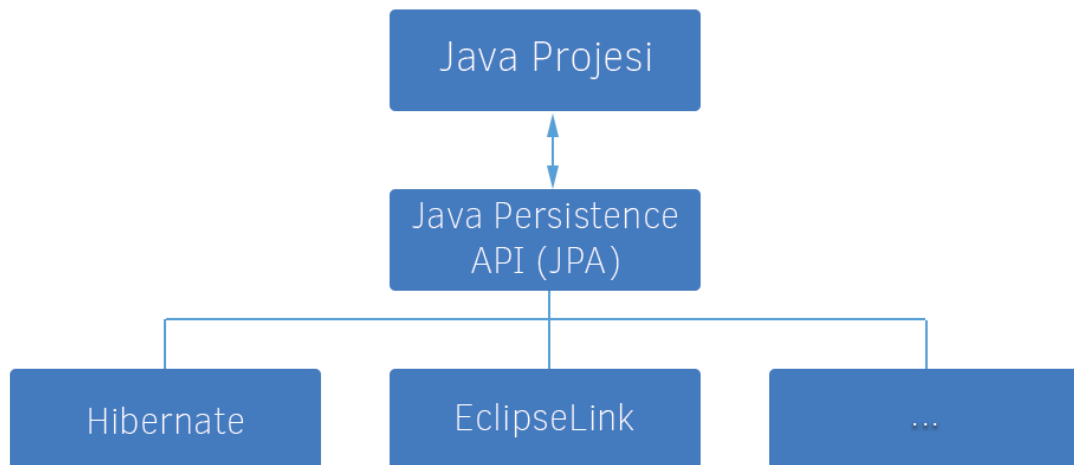 Java Projesi
Java Persistence
API (JPA)
Hibernate
EclipseLink
...